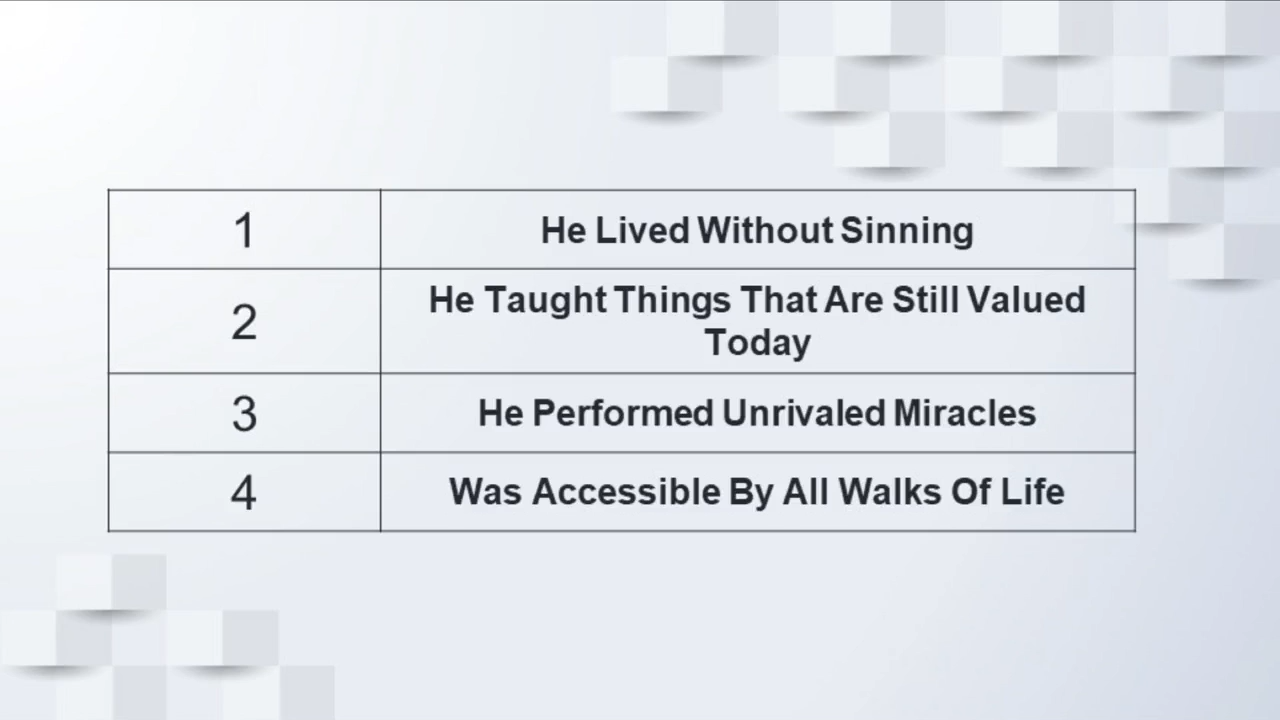 1
He Lived Without Sinning
2
He Taught Things That Are Still Valued
Today
3
He Performed Unrivaled Miracles
4
Was Accessible By All Walks Of Life